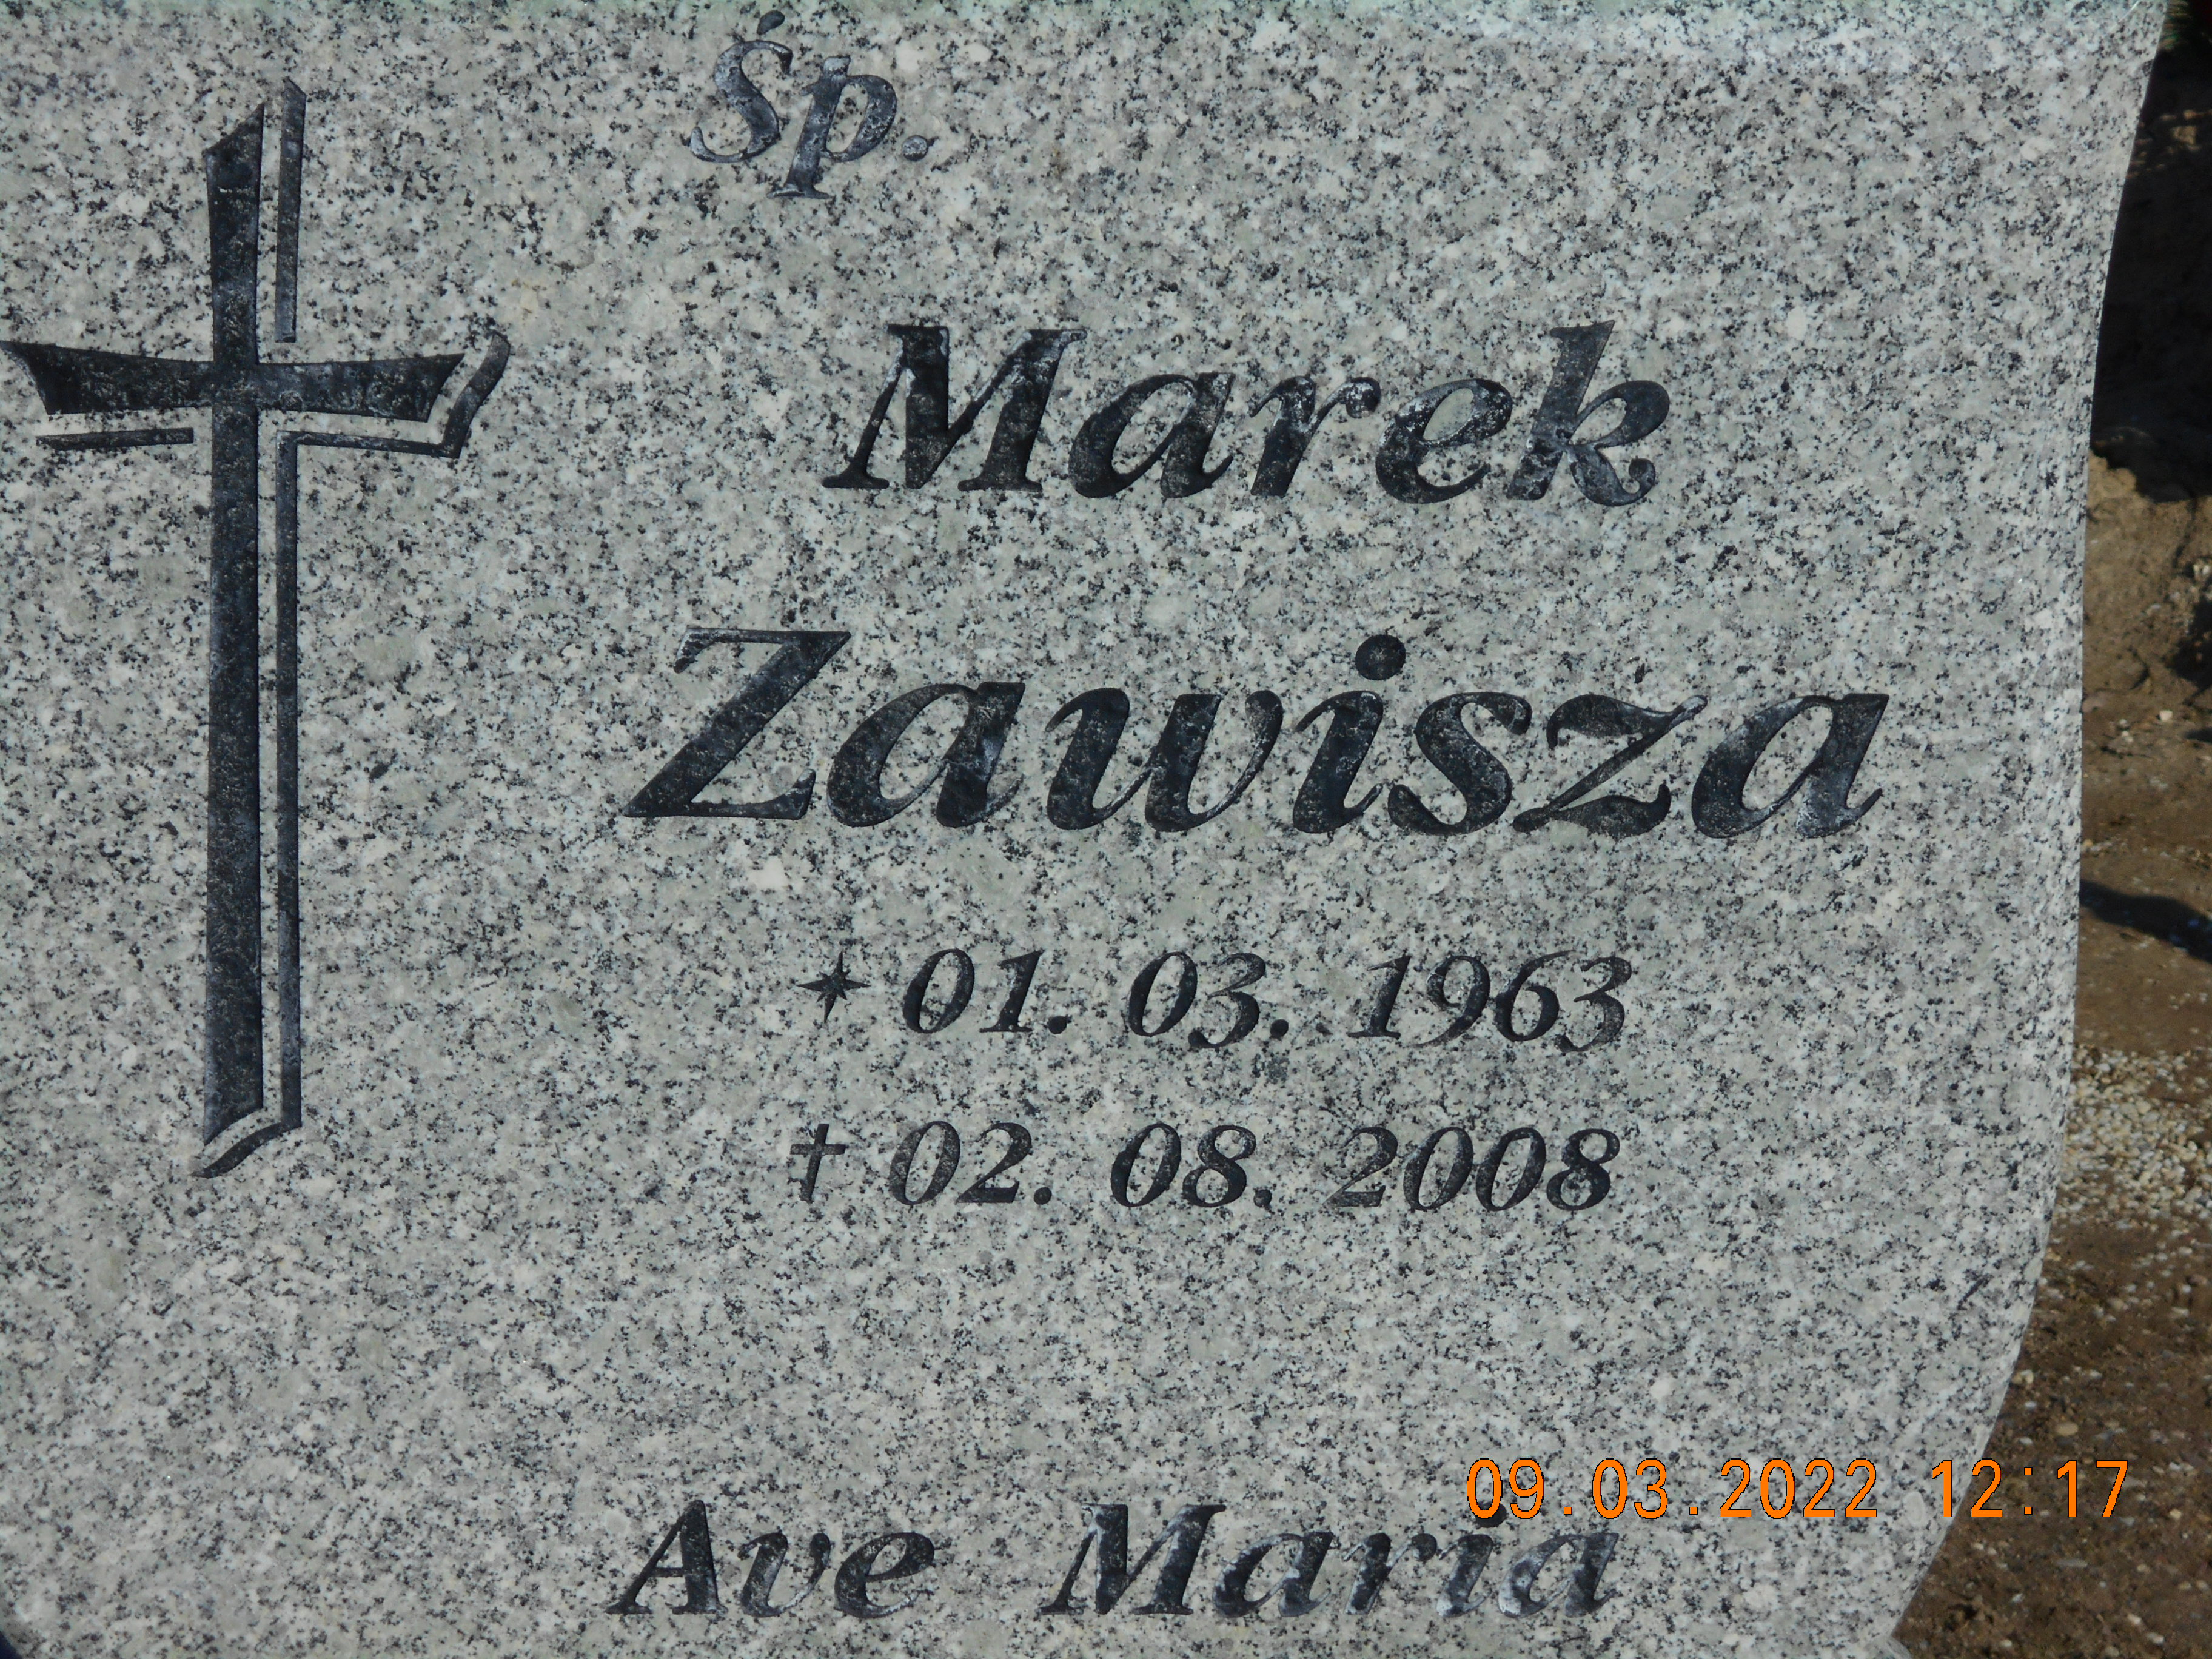 Śp.
Marek
Zawisza
✶ 01. 03. 1963
† 02. 08. 2008
Ave Maria
09.03.2022 12:17